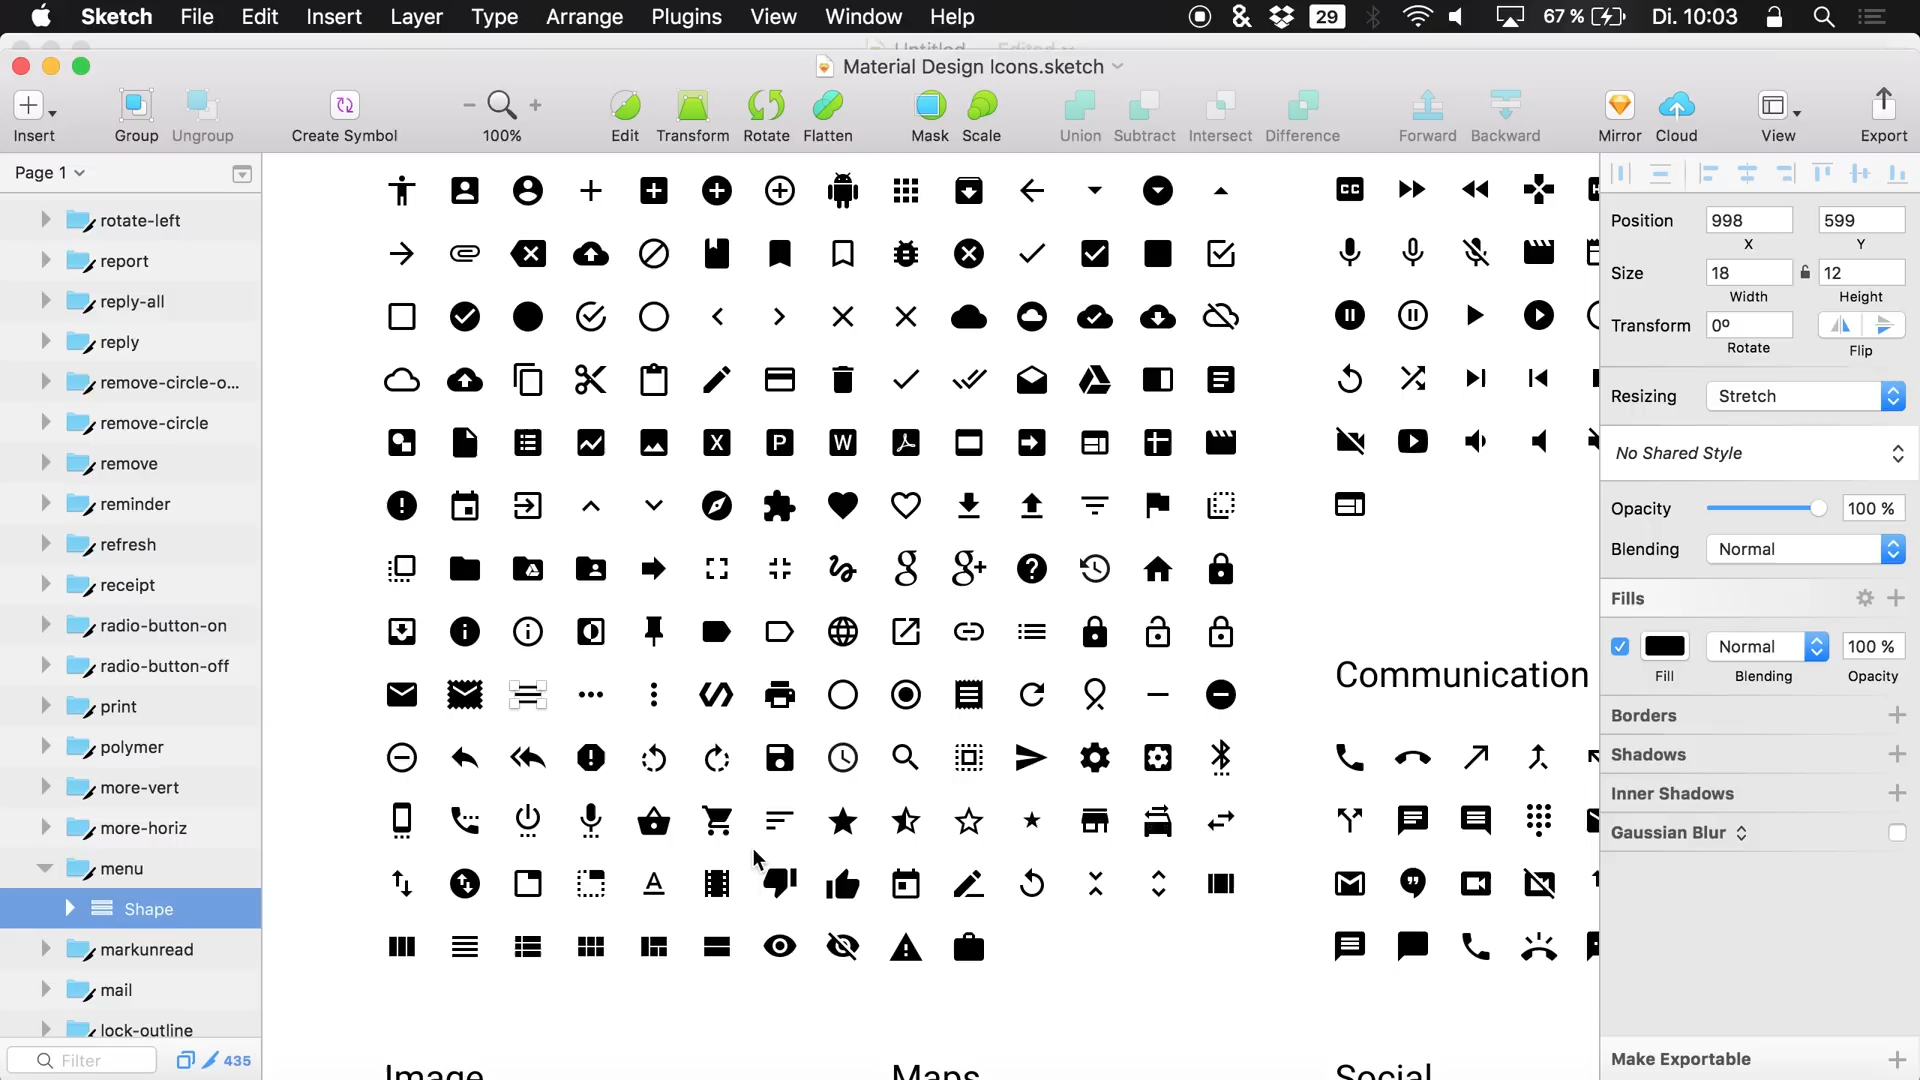 Sketch File Edit Insert Layer Type Arrange Plugins View Window Help 29 67 % Di. 10:03
Untitled — Edited
Material Design Icons.sketch
Insert Group Ungroup Create Symbol 100% Edit Transform Rotate Flatten Mask Scale Union Subtract Intersect Difference Forward Backward Mirror Cloud View Export
Page 1
rotate-left
report
reply-all
reply
remove-circle-o...
remove-circle
remove
reminder
refresh
receipt
radio-button-on
radio-button-off
print
polymer
more-vert
more-horiz
menu
Shape
markunread
mail
lock-outline
Filter 435
CC
X P W
g g+
Communication
Image Maps Social
Position 998 599
X Y
Size 18 12
Width Height
Transform 0º
Rotate Flip
Resizing Stretch
No Shared Style
Opacity 100 %
Blending Normal
Fills
Normal 100 %
Fill Blending Opacity
Borders
Shadows
Inner Shadows
Gaussian Blur
Make Exportable